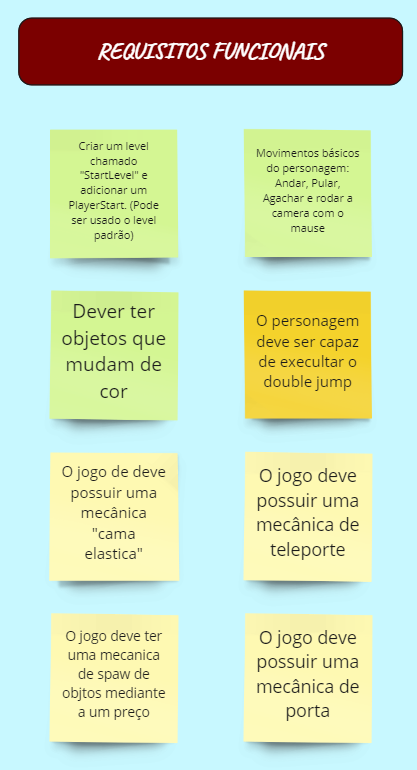 REQUISITOS FUNCIONAIS
Criar um level
chamado
"StartLevel" e
adicionar um
PlayerStart. (Pode
ser usado o level
padrão)
Movimentos básicos
do personagem:
Andar, Pular,
Agachar e rodar a
camera com o
mause
Dever ter
objetos que
mudam de
cor
O personagem
deve ser capaz
de execultar o
double jump
O jogo de deve
possuir uma
mecânica
"cama
elastica"
O jogo deve
possuir uma
mecânica de
teleporte
O jogo deve ter
uma mecanica
de spaw de
objtos mediante
a um preço
O jogo deve
possuir uma
mecânica de
porta